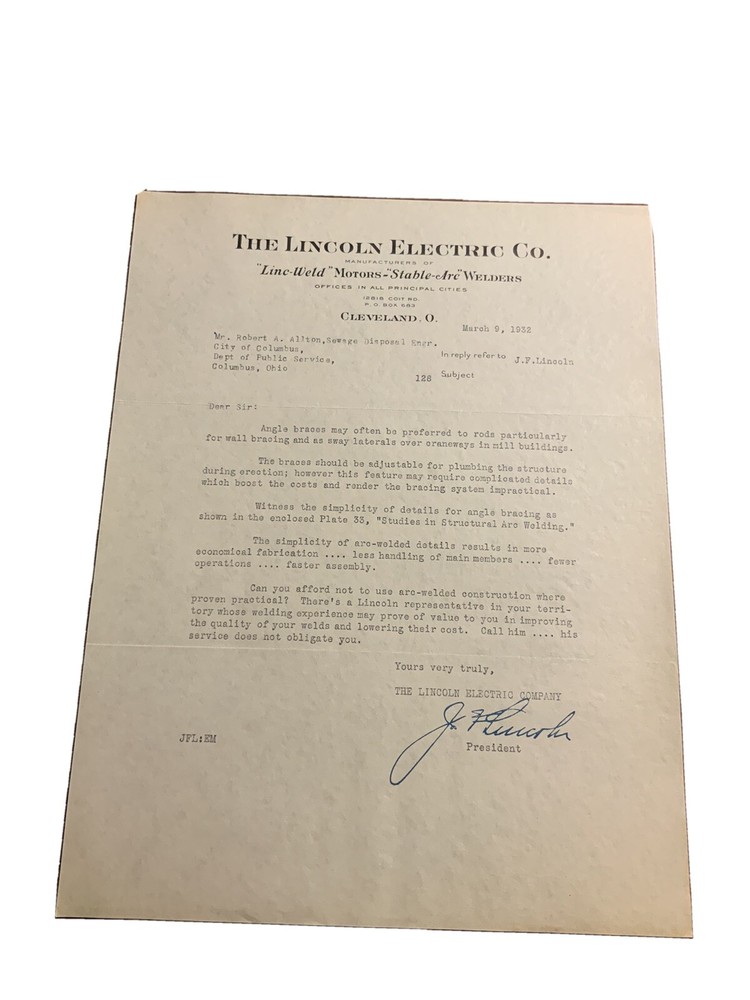 THE LINCOLN ELECTRIC CO.
MANUFACTURERS OF
"Linc-Weld" MOTORS-"Stable-Arc" WELDERS
OFFICES IN ALL PRINCIPAL CITIES
12818 COIT RD.
P.O. BOX 683
CLEVELAND, O.
March 9, 1932
Mr. Robert A. Allton,Sewage Disposal Engr.
City of Columbus,
Dept of Public Service,
Columbus, Ohio
In reply refer to J.F.Lincoln
128 Subject
Dear Sir:
Angle braces may often be preferred to rods particularly
for wall bracing and as sway laterals over craneways in mill buildings.
The braces should be adjustable for plumbing the structure
during erection; however this feature may require complicated details
which boost the costs and render the bracing system impractical.
Witness the simplicity of details for angle bracing as
shown in the enclosed Plate 33, "Studies in Structural Arc Welding."
The simplicity of arc-welded details results in more
economical fabrication .... less handling of main members .... fewer
operations .... faster assembly.
Can you afford not to use arc-welded construction where
proven practical? There's a Lincoln representative in your terri-
tory whose welding experience may prove of value to you in improving
the quality of your welds and lowering their cost. Call him .... his
service does not obligate you.
Yours very truly,
THE LINCOLN ELECTRIC COMPANY
J. F. Lincoln
President
JFL:EM